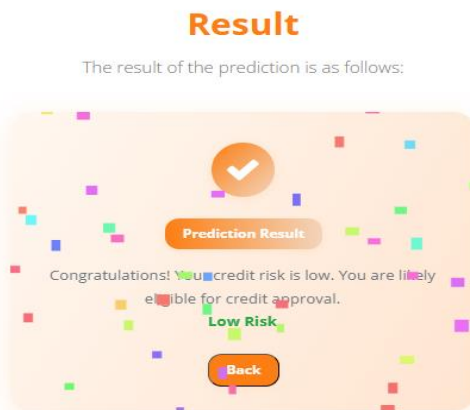 Result
The result of the prediction is as follows:
Prediction Result
Congratulations! Your credit risk is low. You are likely
eligible for credit approval.
Low Risk
Back